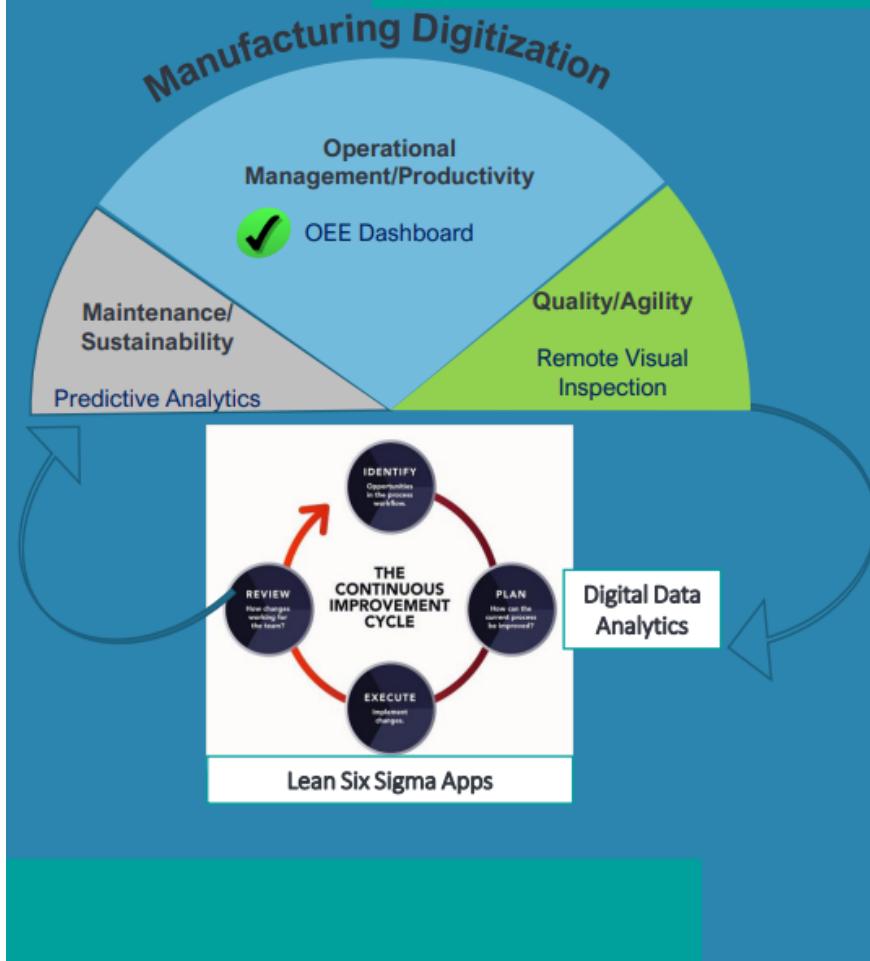 Manufacturing Digitization
Operational
Management/Productivity
OEE Dashboard
Maintenance/
Sustainability
Predictive Analytics
Quality/Agility
Remote Visual
Inspection
IDENTIFY
Opportunities
in the process
workflow.
THE
CONTINUOUS
IMPROVEMENT
CYCLE
REVIEW
How changes
working for
the team?
PLAN
How can the
current process
be improved?
EXECUTE
Implement
changes.
Digital Data
Analytics
Lean Six Sigma Apps